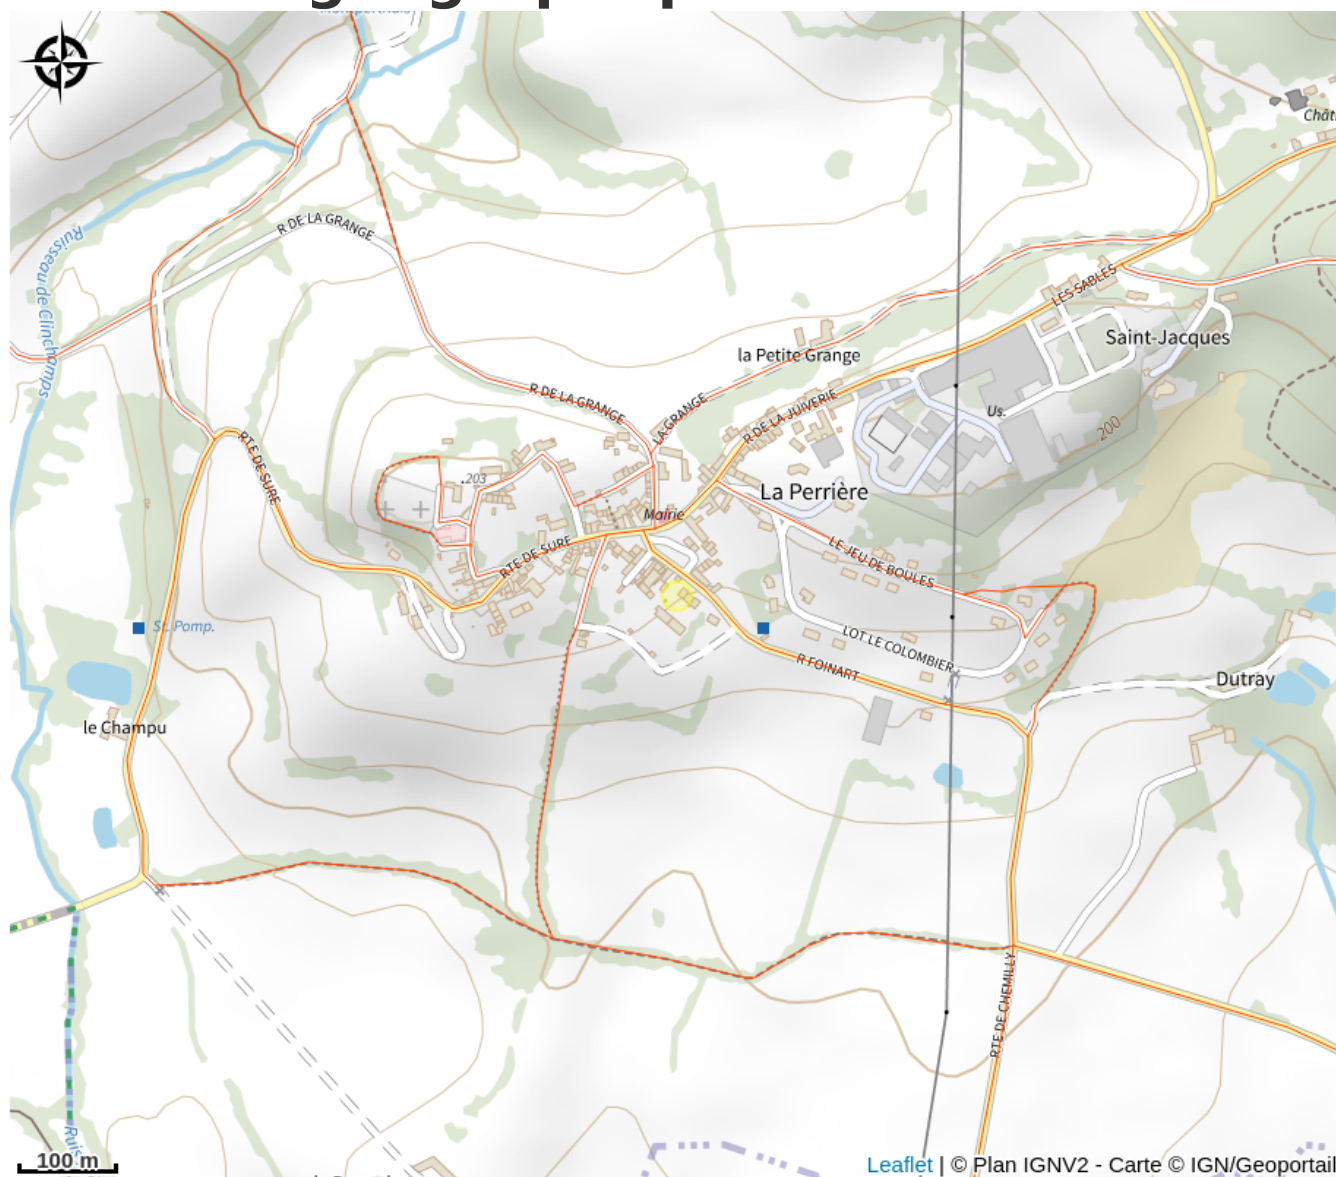 Chât
R DE LA GRANGE
Ruisseau de Clinchamps
LES SABLES
Saint-Jacques
la Petite Grange
R DE LA GRANGE
LA GRANGE
R DE LA JUIVERIE
Us.
200
RTE DE SURE
.203
La Perrière
Mairie
RTE DE SURE
LE JEU DE BOULES
St. Pomp.
LOT LE COLOMBIER
R FOINART
Dutray
le Champu
RTE DE CHEMILLY
Ruis
100 m
Leaflet | © Plan IGNV2 - Carte © IGN/Geoportail